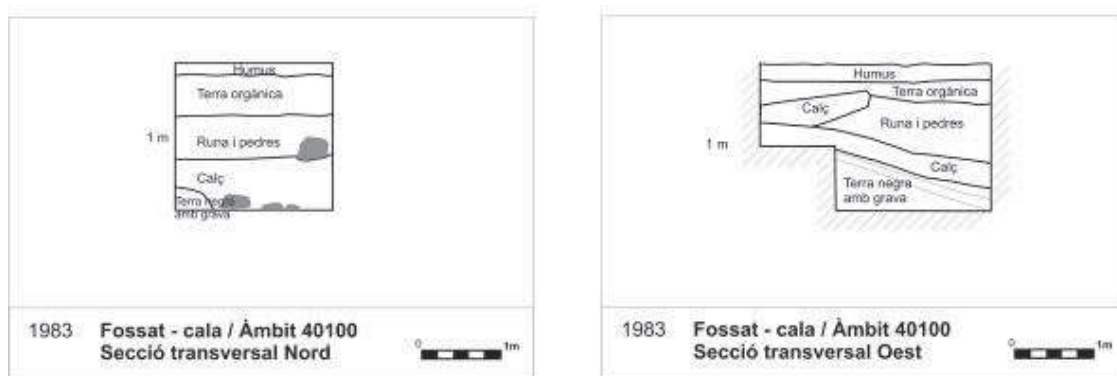 Humus
Terra orgànica
1 m
Runa i pedres
Calç
Terra negra
amb grava
1983 Fossat - cala / Àmbit 40100
Secció transversal Nord
0 1m
Humus
Terra orgànica
Calç
Runa i pedres
1 m
Calç
Terra negra
amb grava
1983 Fossat - cala / Àmbit 40100
Secció transversal Oest
0 1m